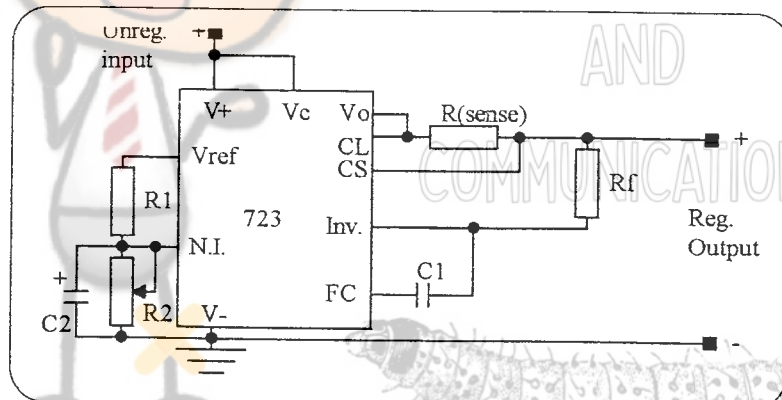 Unreg. +
input
AND
V+ Vc Vo R(sense) +
CL
Vref CS COMMUNICATION
Rf
R1
723 Inv. Reg.
Output
+ N.I.
C1
FC
C2 R2 V- -